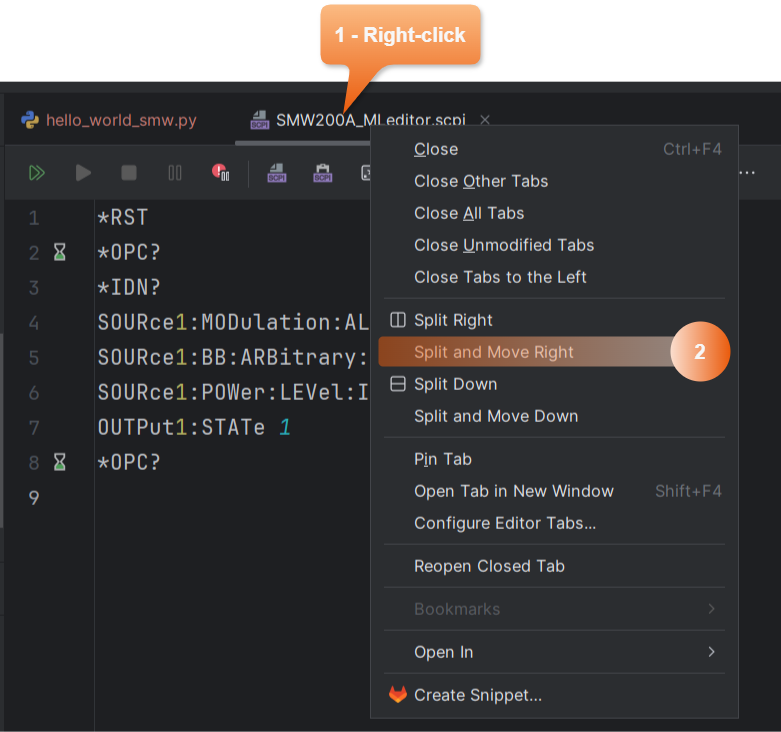 1 - Right-click
hello_world_smw.py
SCPI SMW200A_MLeditor.scpi
SCPI SCPI
1 *RST
2 *OPC?
3 *IDN?
4 SOURce1:MODulation:AL
5 SOURce1:BB:ARBitrary:
6 SOURce1:POWer:LEVel:I
7 OUTPut1:STATe 1
8 *OPC?
9
Close Ctrl+F4
Close Other Tabs
Close All Tabs
Close Unmodified Tabs
Close Tabs to the Left
Split Right
Split and Move Right 2
Split Down
Split and Move Down
Pin Tab
Open Tab in New Window Shift+F4
Configure Editor Tabs...
Reopen Closed Tab
Bookmarks
Open In
Create Snippet...